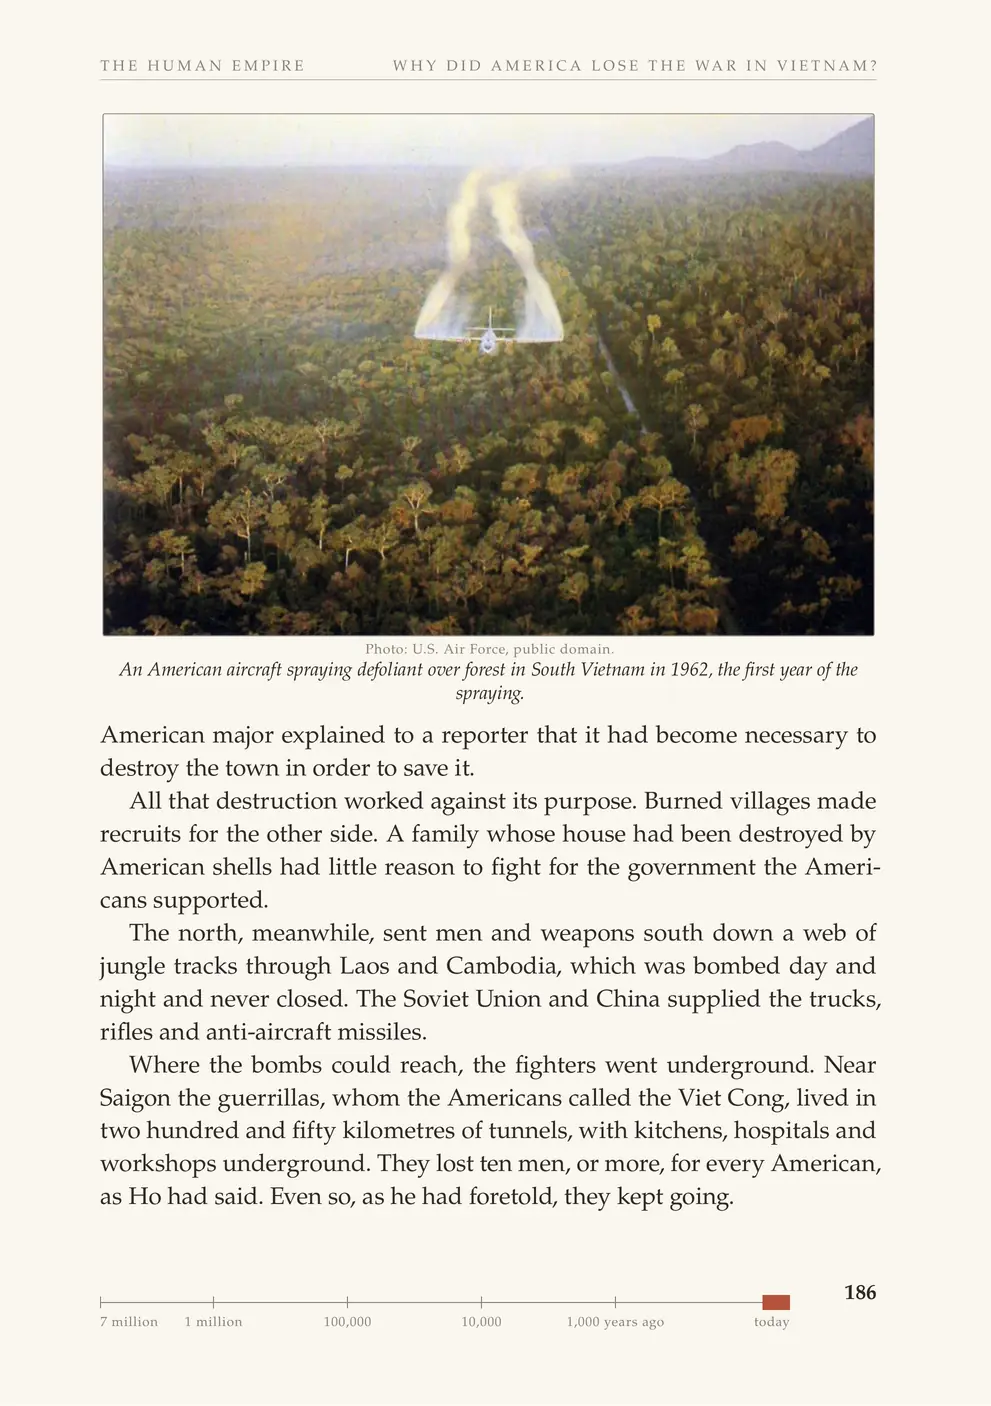 THE HUMAN EMPIRE
WHY DID AMERICA LOSE THE WAR IN VIETNAM?
Photo: U.S. Air Force, public domain.
An American aircraft spraying defoliant over forest in South Vietnam in 1962, the first year of the
spraying.
American major explained to a reporter that it had become necessary to
destroy the town in order to save it.
All that destruction worked against its purpose. Burned villages made
recruits for the other side. A family whose house had been destroyed by
American shells had little reason to fight for the government the Ameri-
cans supported.
The north, meanwhile, sent men and weapons south down a web of
jungle tracks through Laos and Cambodia, which was bombed day and
night and never closed. The Soviet Union and China supplied the trucks,
rifles and anti-aircraft missiles.
Where the bombs could reach, the fighters went underground. Near
Saigon the guerrillas, whom the Americans called the Viet Cong, lived in
two hundred and fifty kilometres of tunnels, with kitchens, hospitals and
workshops underground. They lost ten men, or more, for every American,
as Ho had said. Even so, as he had foretold, they kept going.
186
7 million 1 million 100,000 10,000 1,000 years ago today